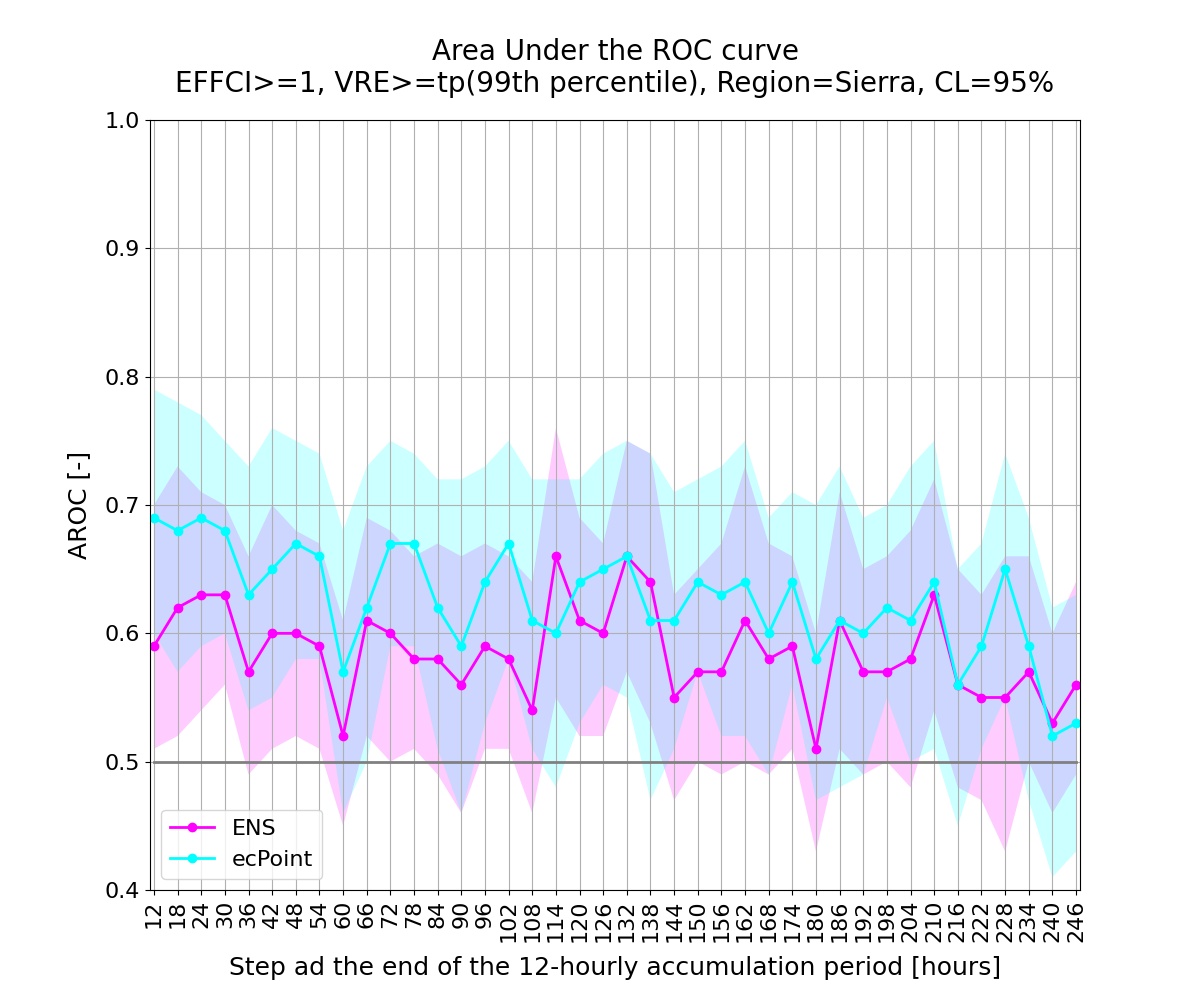 Area Under the ROC curve
EFFCI>=1, VRE>=tp(99th percentile), Region=Sierra, CL=95%
1.0
0.9
0.8
0.7
0.6
0.5
0.4
AROC [-]
ENS
ecPoint
12 18 24 30 36 42 48 54 60 66 72 78 84 90 96 102 108 114 120 126 132 138 144 150 156 162 168 174 180 186 192 198 204 210 216 222 228 234 240 246
Step ad the end of the 12-hourly accumulation period [hours]